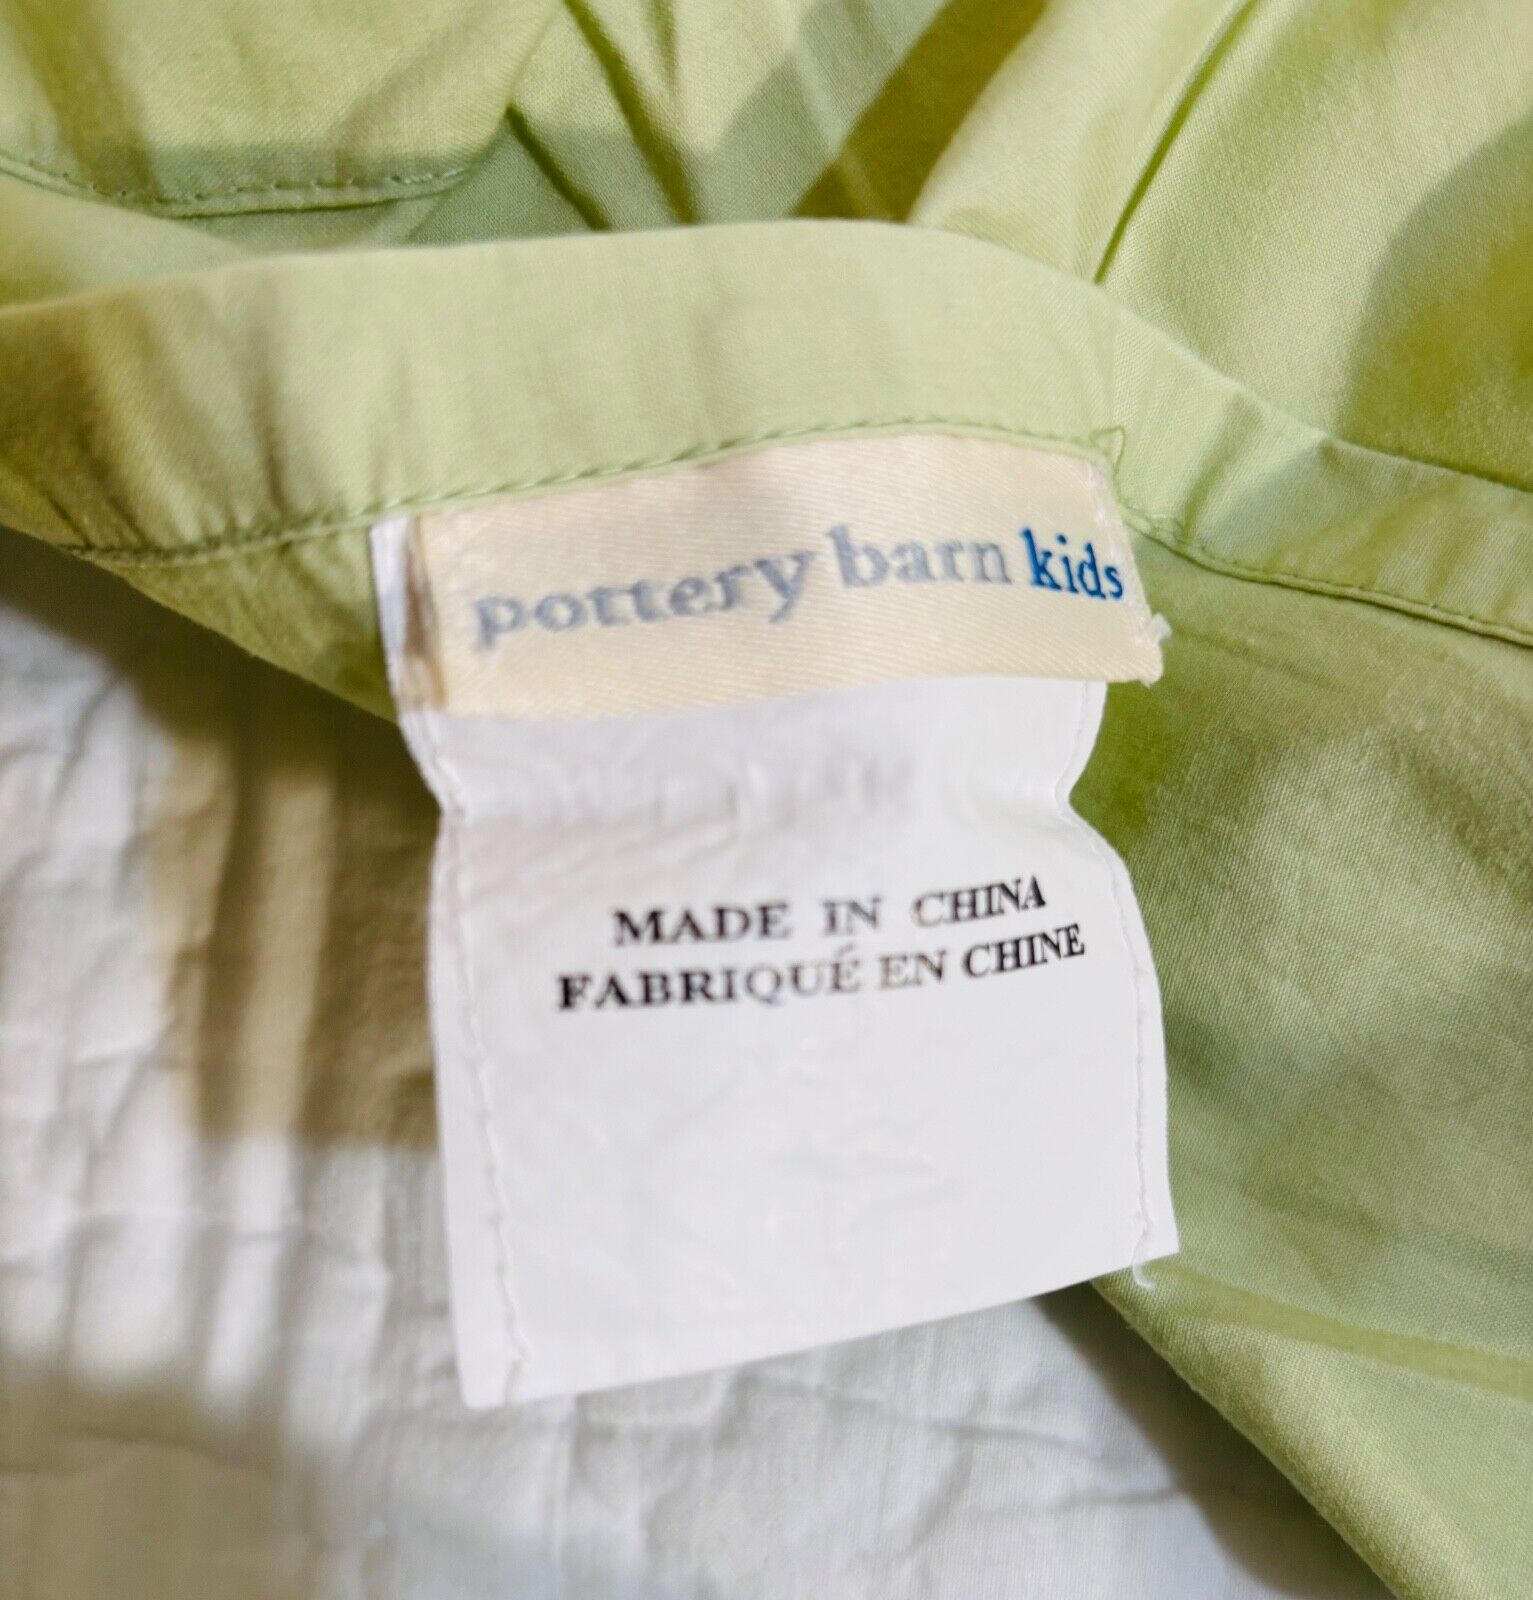 pottery barn kids
MADE IN CHINA
FABRIQUÉ EN CHINE